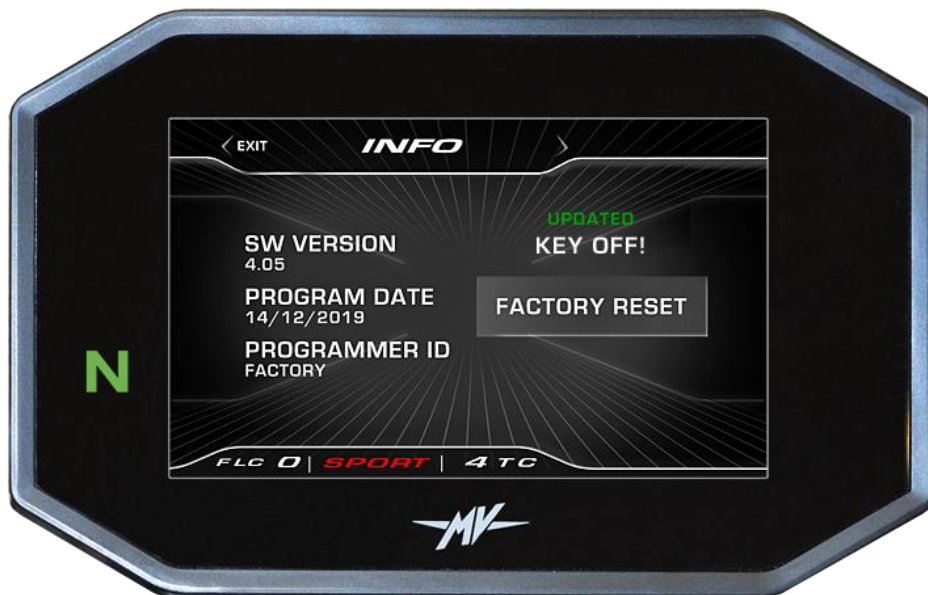 EXIT
INFO
UPDATED
KEY OFF!
SW VERSION
4.05
FACTORY RESET
PROGRAM DATE
14/12/2019
PROGRAMMER ID
FACTORY
N
FLC 0 | SPORT | 4 TC
MV